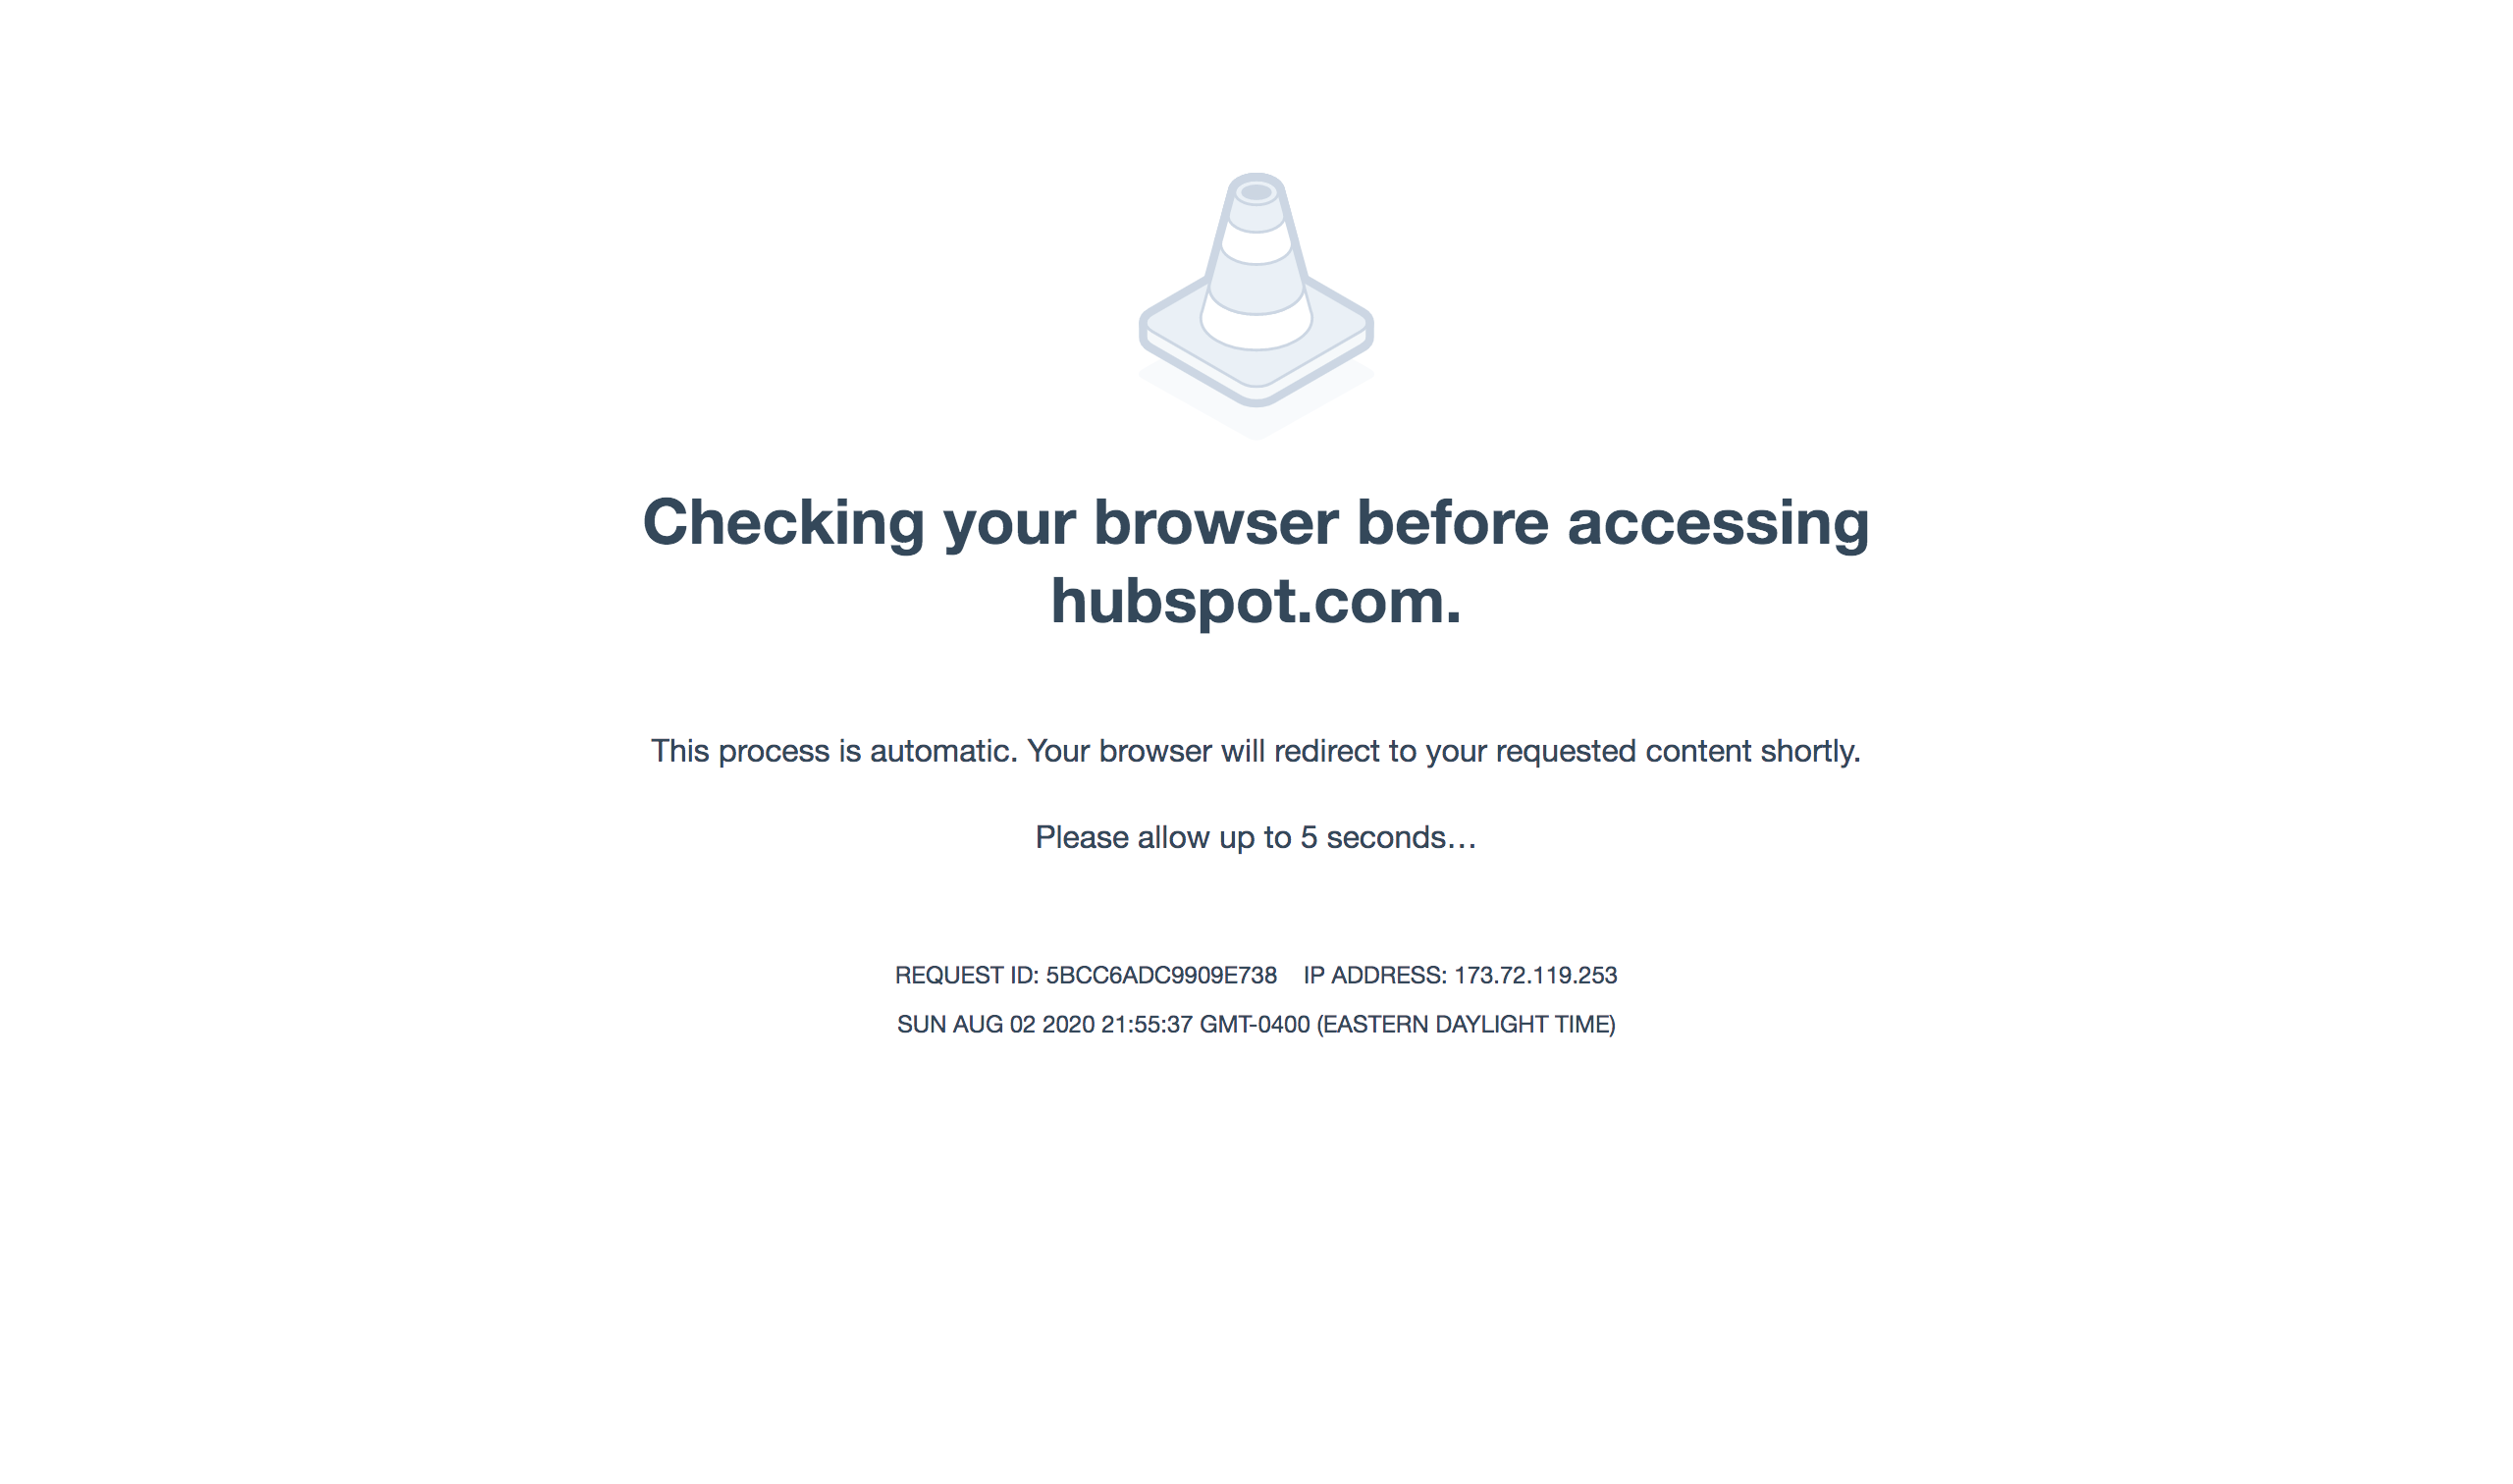 Checking your browser before accessing
hubspot.com.
This process is automatic. Your browser will redirect to your requested content shortly.
Please allow up to 5 seconds…
REQUEST ID: 5BCC6ADC9909E738 IP ADDRESS: 173.72.119.253
SUN AUG 02 2020 21:55:37 GMT-0400 (EASTERN DAYLIGHT TIME)